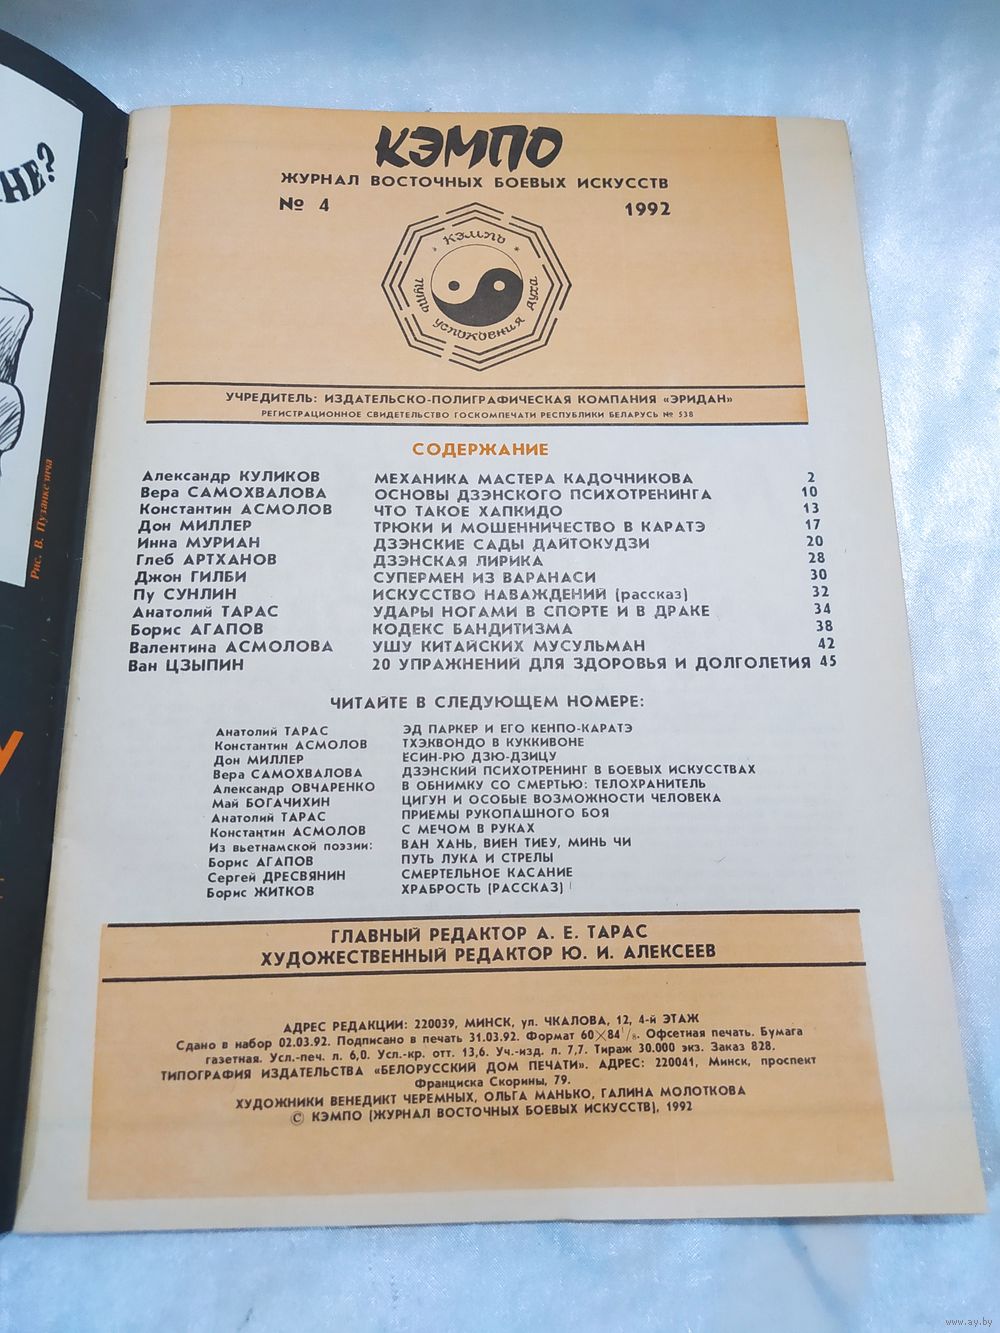 НЕ?
Рис. В. Пузанкевича
КЭМПО
ЖУРНАЛ ВОСТОЧНЫХ БОЕВЫХ ИСКУССТВ
№ 4 1992
КЭМПЬ
ПУТЬ УСПОКОЕНИЯ ДУХА
УЧРЕДИТЕЛЬ: ИЗДАТЕЛЬСКО-ПОЛИГРАФИЧЕСКАЯ КОМПАНИЯ «ЭРИДАН»
РЕГИСТРАЦИОННОЕ СВИДЕТЕЛЬСТВО ГОСКОМПЕЧАТИ РЕСПУБЛИКИ БЕЛАРУСЬ № 538
СОДЕРЖАНИЕ
Александр КУЛИКОВ МЕХАНИКА МАСТЕРА КАДОЧНИКОВА 2
Вера САМОХВАЛОВА ОСНОВЫ ДЗЭНСКОГО ПСИХОТРЕНИНГА 10
Константин АСМОЛОВ ЧТО ТАКОЕ ХАПКИДО 13
Дон МИЛЛЕР ТРЮКИ И МОШЕННИЧЕСТВО В КАРАТЭ 17
Инна МУРИАН ДЗЭНСКИЕ САДЫ ДАЙТОКУДЗИ 20
Глеб АРТХАНОВ ДЗЭНСКАЯ ЛИРИКА 28
Джон ГИЛБИ СУПЕРМЕН ИЗ ВАРАНАСИ 30
Пу СУНЛИН ИСКУССТВО НАВАЖДЕНИЙ (рассказ) 32
Анатолий ТАРАС УДАРЫ НОГАМИ В СПОРТЕ И В ДРАКЕ 34
Борис АГАПОВ КОДЕКС БАНДИТИЗМА 38
Валентина АСМОЛОВА УШУ КИТАЙСКИХ МУСУЛЬМАН 42
Ван ЦЗЫПИН 20 УПРАЖНЕНИЙ ДЛЯ ЗДОРОВЬЯ И ДОЛГОЛЕТИЯ 45
ЧИТАЙТЕ В СЛЕДУЮЩЕМ НОМЕРЕ:
Анатолий ТАРАС ЭД ПАРКЕР И ЕГО КЕНПО-КАРАТЭ
Константин АСМОЛОВ ТХЭКВОНДО В КУККИВОНЕ
Дон МИЛЛЕР ЁСИН-РЮ ДЗЮ-ДЗИЦУ
Вера САМОХВАЛОВА ДЗЭНСКИЙ ПСИХОТРЕНИНГ В БОЕВЫХ ИСКУССТВАХ
Александр ОВЧАРЕНКО В ОБНИМКУ СО СМЕРТЬЮ: ТЕЛОХРАНИТЕЛЬ
Май БОГАЧИХИН ЦИГУН И ОСОБЫЕ ВОЗМОЖНОСТИ ЧЕЛОВЕКА
Анатолий ТАРАС ПРИЕМЫ РУКОПАШНОГО БОЯ
Константин АСМОЛОВ С МЕЧОМ В РУКАХ
Из вьетнамской поэзии: ВАН ХАНЬ, ВИЕН ТИЕУ, МИНЬ ЧИ
Борис АГАПОВ ПУТЬ ЛУКА И СТРЕЛЫ
Сергей ДРЕСВЯНИН СМЕРТЕЛЬНОЕ КАСАНИЕ
Борис ЖИТКОВ ХРАБРОСТЬ (РАССКАЗ)
ГЛАВНЫЙ РЕДАКТОР А. Е. ТАРАС
ХУДОЖЕСТВЕННЫЙ РЕДАКТОР Ю. И. АЛЕКСЕЕВ
АДРЕС РЕДАКЦИИ: 220039, МИНСК, ул. ЧКАЛОВА, 12, 4-й ЭТАЖ
Сдано в набор 02.03.92. Подписано в печать 31.03.92. Формат 60×84 1/8. Офсетная печать. Бумага
газетная. Усл.-печ. л. 6,0. Усл.-кр. отт. 13,6. Уч.-изд. л. 7,7. Тираж 30.000 экз. Заказ 828.
ТИПОГРАФИЯ ИЗДАТЕЛЬСТВА «БЕЛОРУССКИЙ ДОМ ПЕЧАТИ». АДРЕС: 220041, Минск, проспект
Франциска Скорины, 79.
ХУДОЖНИКИ ВЕНЕДИКТ ЧЕРЕМНЫХ, ОЛЬГА МАНЬКО, ГАЛИНА МОЛОТКОВА
© КЭМПО (ЖУРНАЛ ВОСТОЧНЫХ БОЕВЫХ ИСКУССТВ), 1992
www.ay.by